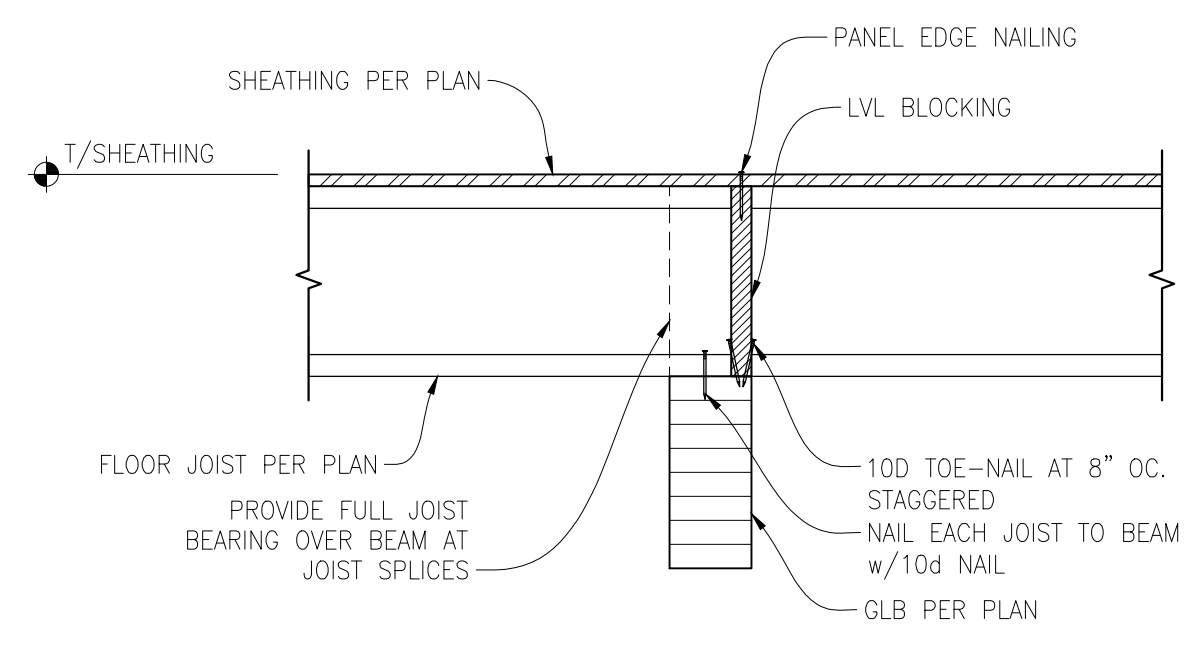 PANEL EDGE NAILING
SHEATHING PER PLAN
LVL BLOCKING
T/SHEATHING
FLOOR JOIST PER PLAN
10D TOE-NAIL AT 8" OC.
STAGGERED
PROVIDE FULL JOIST
BEARING OVER BEAM AT
JOIST SPLICES
NAIL EACH JOIST TO BEAM
w/10d NAIL
GLB PER PLAN